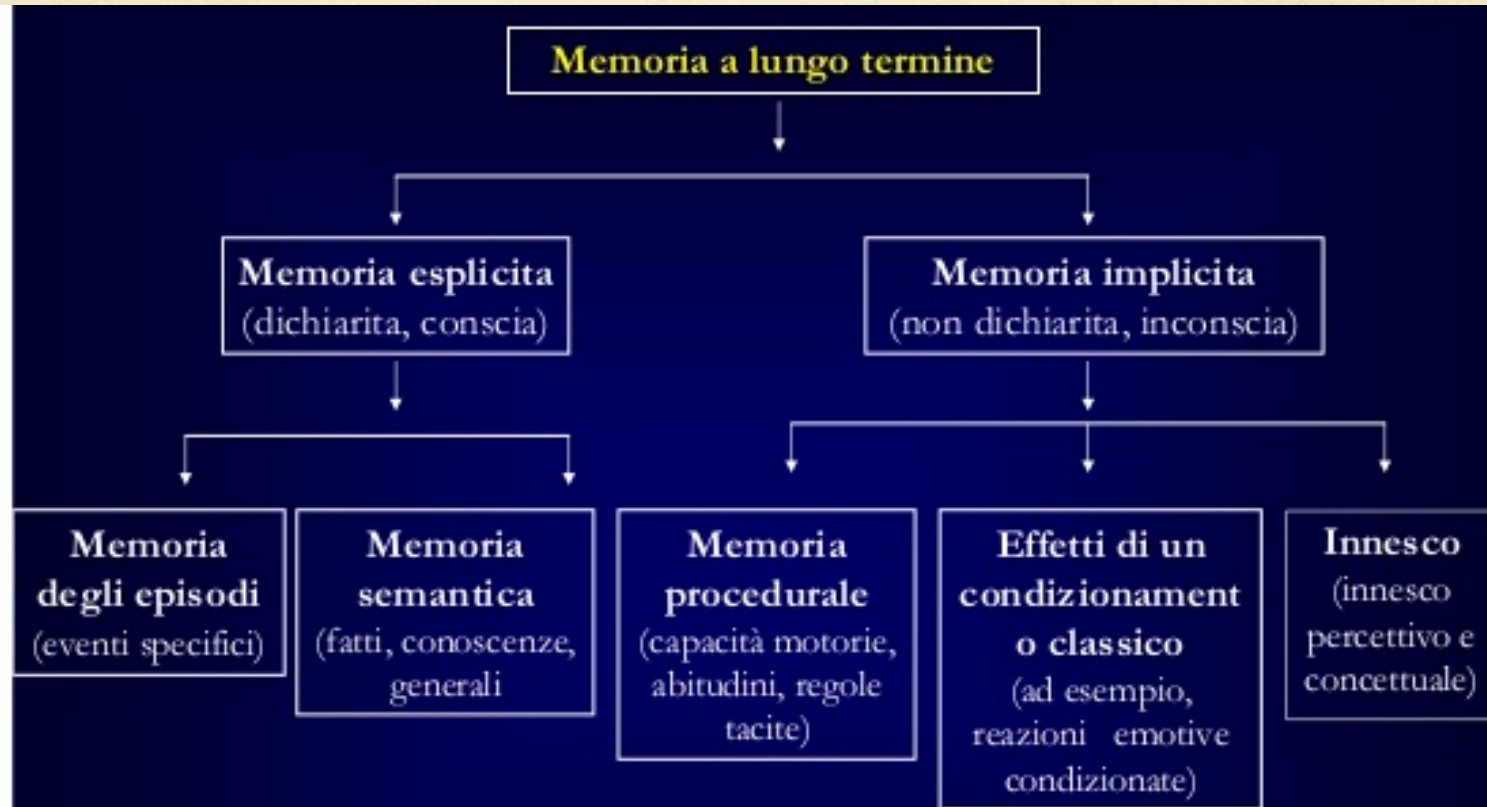 Memoria a lungo termine
Memoria esplicita
(dichiarita, conscia)
Memoria implicita
(non dichiarita, inconscia)
Memoria
degli episodi
(eventi specifici)
Memoria
semantica
(fatti, conoscenze,
generali
Memoria
procedurale
(capacità motorie,
abitudini, regole
tacite)
Effetti di un
condizionament
o classico
(ad esempio,
reazioni emotive
condizionate)
Innesco
(innesco
percettivo e
concettuale)